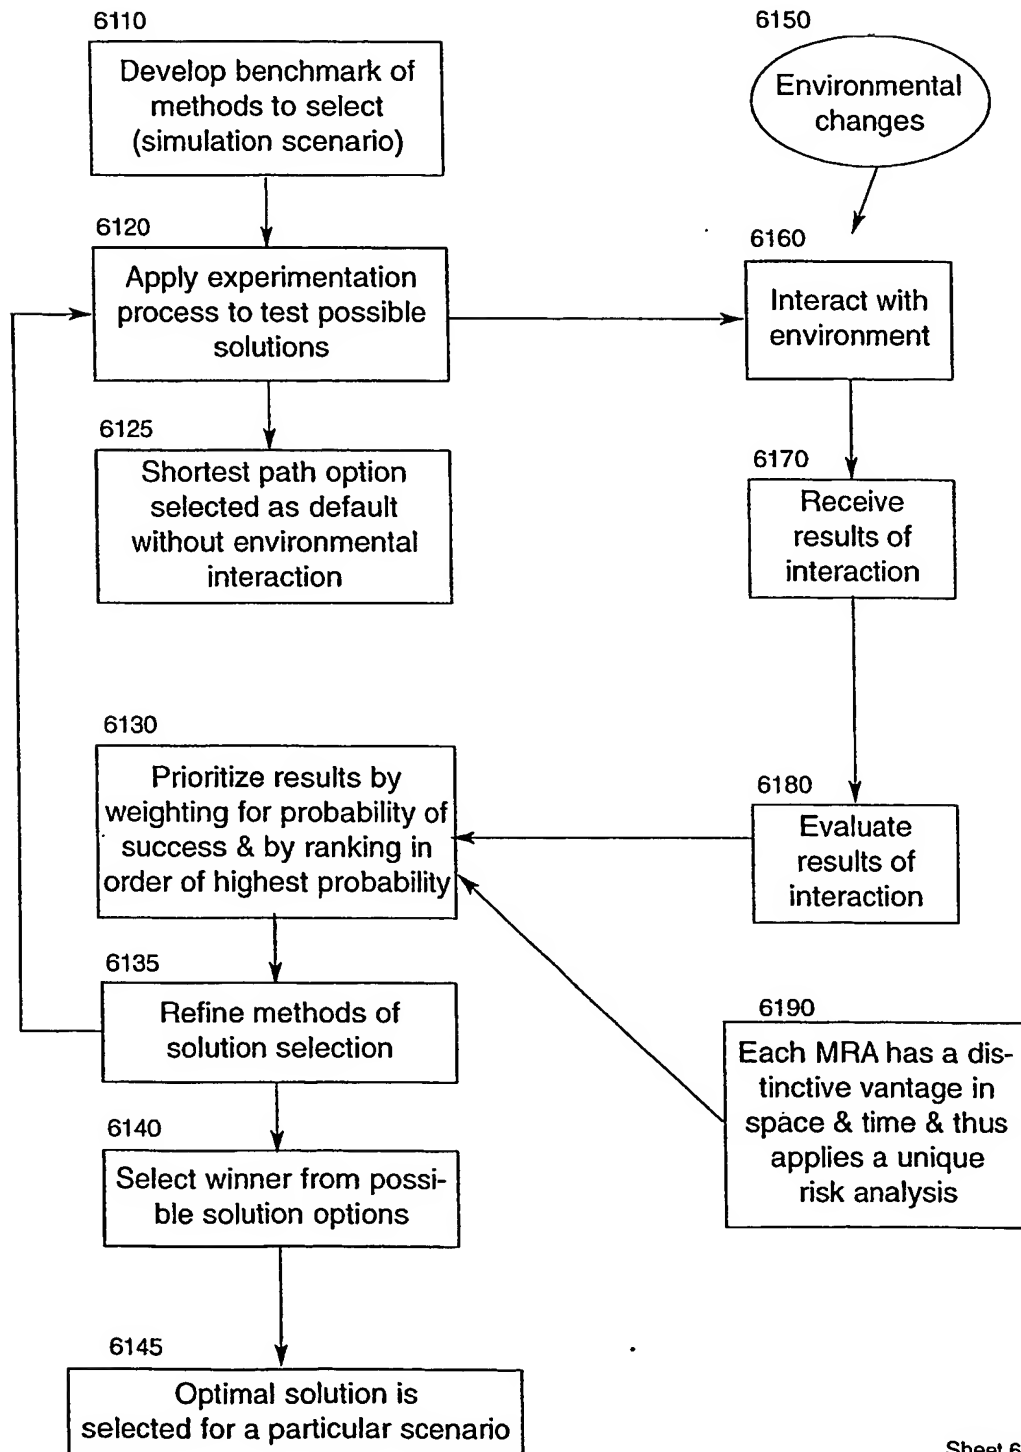 6110
Develop benchmark of
methods to select
(simulation scenario)
6150
Environmental
changes
6120
Apply experimentation
process to test possible
solutions
6160
Interact with
environment
6125
Shortest path option
selected as default
without environmental
interaction
6170
Receive
results of
interaction
6130
Prioritize results by
weighting for probability of
success & by ranking in
order of highest probability
6180
Evaluate
results of
interaction
6135
Refine methods of
solution selection
6190
Each MRA has a dis-
tinctive vantage in
space & time & thus
applies a unique
risk analysis
6140
Select winner from possi-
ble solution options
6145
Optimal solution is
selected for a particular scenario
Sheet 6